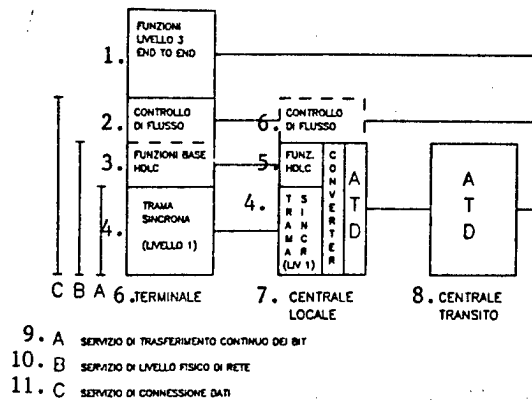 FUNZIONI
LIVELLO 3
1. END TO END
2. CONTROLLO
DI FLUSSO
6. CONTROLLO
DI FLUSSO
3. FUNZIONI BASE
HDLC
5. FUNZ.
HDLC
CONVERTER
ATD
ATD
4. TRAMA
SINCRONA
(LIVELLO 1)
4. TRAMA
SINCR
(LIV 1)
C B A
6. TERMINALE
7. CENTRALE
LOCALE
8. CENTRALE
TRANSITO
9. A SERVIZIO DI TRASFERIMENTO CONTINUO DEI BIT
10. B SERVIZIO DI LIVELLO FISICO DI RETE
11. C SERVIZIO DI CONNESSIONE DATI